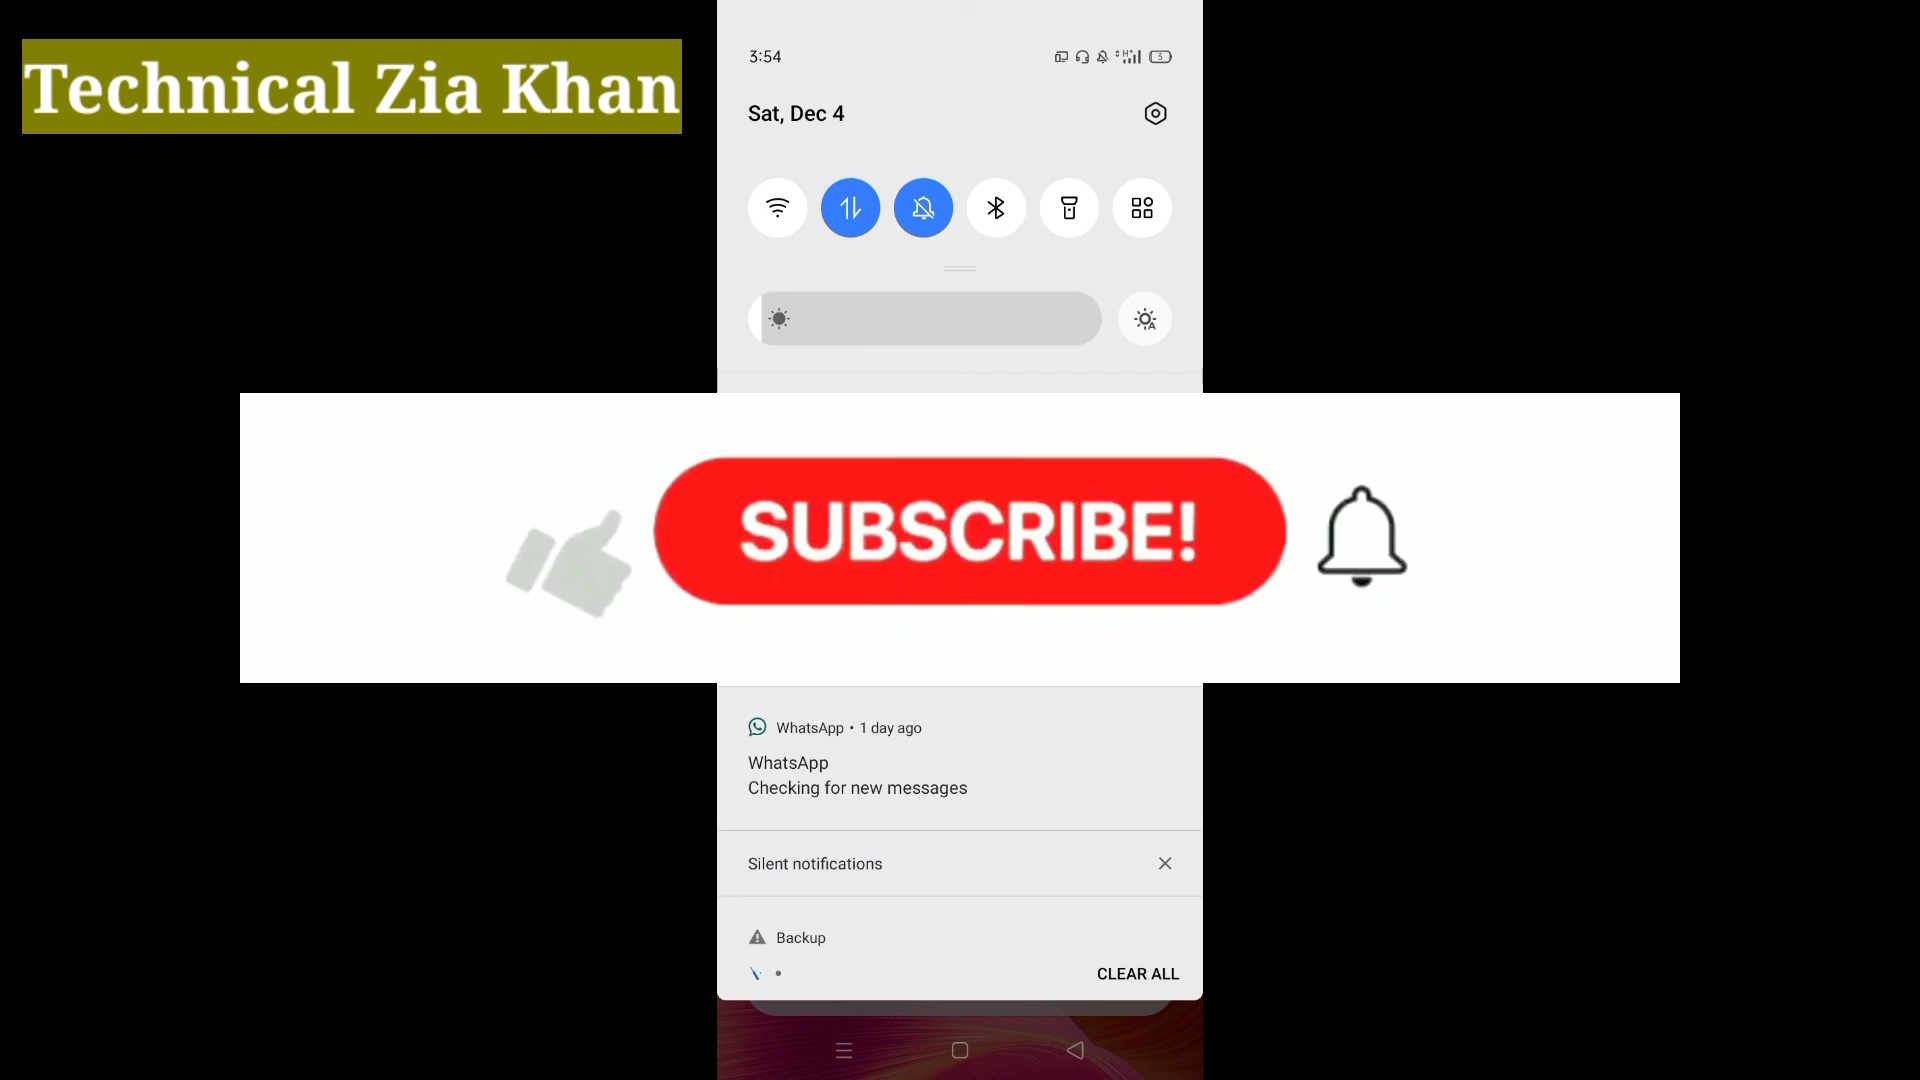 Technical Zia Khan
3:54
Sat, Dec 4
SUBSCRIBE!
WhatsApp • 1 day ago
WhatsApp
Checking for new messages
Silent notifications
Backup
CLEAR ALL